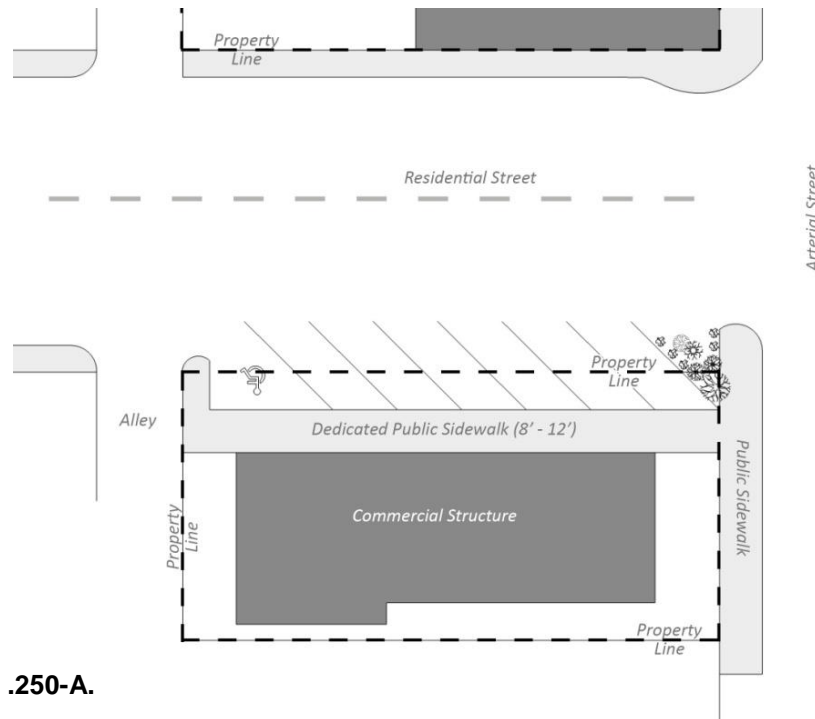 Property
Line
Residential Street
Arterial Street
Property
Line
Alley
Dedicated Public Sidewalk (8' - 12')
Commercial Structure
Public Sidewalk
Property
Line
Property
Line
.250-A.